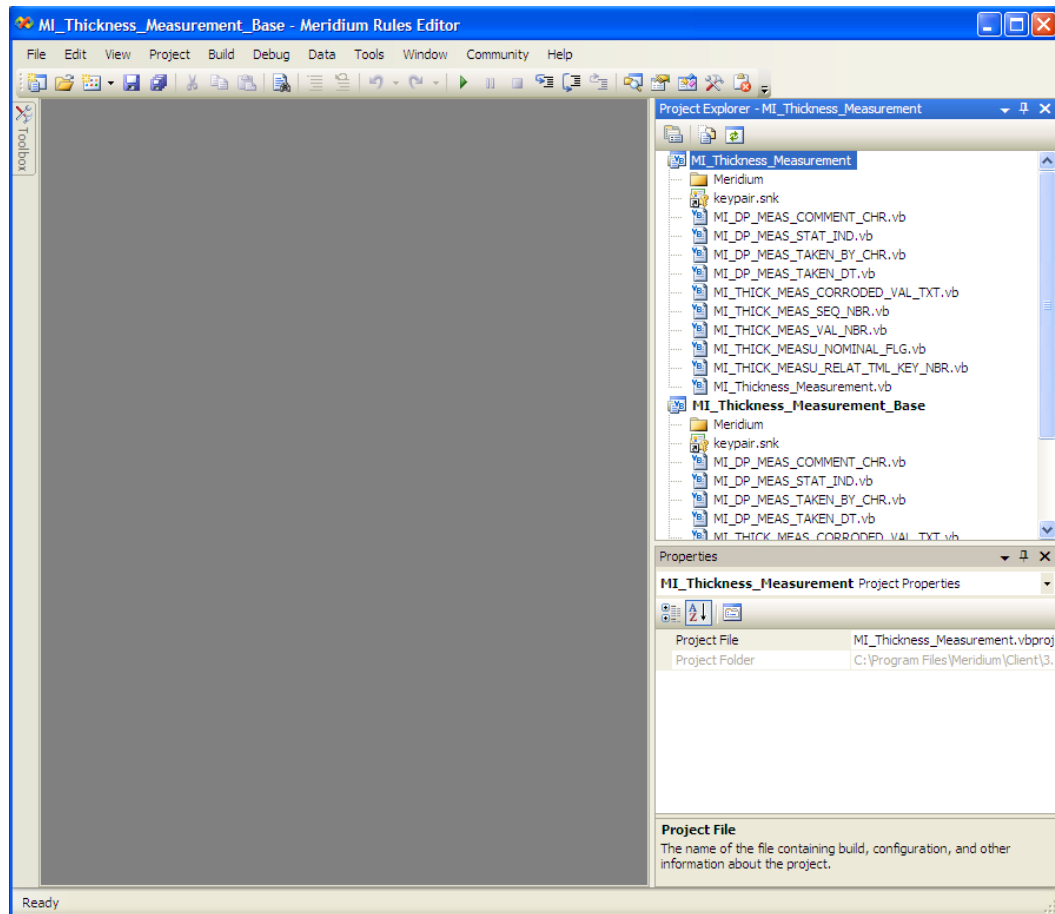 MI_Thickness_Measurement_Base - Meridium Rules Editor
File Edit View Project Build Debug Data Tools Window Community Help
Toolbox
Project Explorer - MI_Thickness_Measurement
MI_Thickness_Measurement
Meridium
keypair.snk
MI_DP_MEAS_COMMENT_CHR.vb
MI_DP_MEAS_STAT_IND.vb
MI_DP_MEAS_TAKEN_BY_CHR.vb
MI_DP_MEAS_TAKEN_DT.vb
MI_THICK_MEAS_CORRODED_VAL_TXT.vb
MI_THICK_MEAS_SEQ_NBR.vb
MI_THICK_MEAS_VAL_NBR.vb
MI_THICK_MEASU_NOMINAL_FLG.vb
MI_THICK_MEASU_RELAT_TML_KEY_NBR.vb
MI_Thickness_Measurement.vb
MI_Thickness_Measurement_Base
Meridium
keypair.snk
MI_DP_MEAS_COMMENT_CHR.vb
MI_DP_MEAS_STAT_IND.vb
MI_DP_MEAS_TAKEN_BY_CHR.vb
MI_DP_MEAS_TAKEN_DT.vb
MI_THICK_MEAS_CORRODED_VAL_TXT.vb
Properties
MI_Thickness_Measurement Project Properties
Project File MI_Thickness_Measurement.vbproj
Project Folder C:\Program Files\Meridium\Client\3.
Project File
The name of the file containing build, configuration, and other
information about the project.
Ready